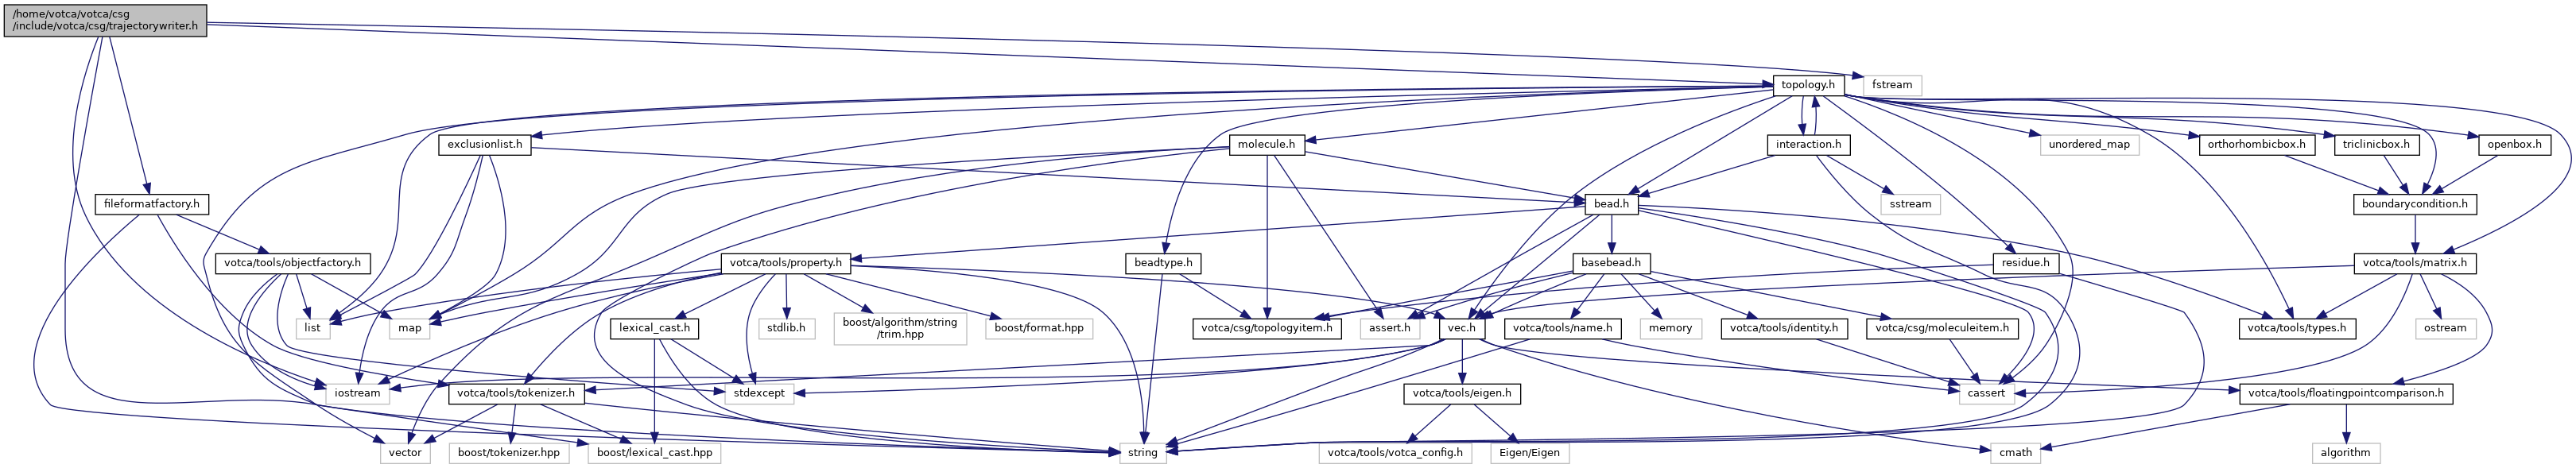 /home/votca/votca/csg
/include/votca/csg/trajectorywriter.h
topology.h
fstream
exclusionlist.h
molecule.h
interaction.h
unordered_map
orthorhombicbox.h
triclinicbox.h
openbox.h
fileformatfactory.h
bead.h
sstream
boundarycondition.h
votca/tools/objectfactory.h
votca/tools/property.h
beadtype.h
basebead.h
residue.h
votca/tools/matrix.h
list
map
lexical_cast.h
stdlib.h
boost/algorithm/string
/trim.hpp
boost/format.hpp
votca/csg/topologyitem.h
assert.h
vec.h
votca/tools/name.h
memory
votca/tools/identity.h
votca/csg/moleculeitem.h
votca/tools/types.h
ostream
iostream
votca/tools/tokenizer.h
stdexcept
votca/tools/eigen.h
cassert
votca/tools/floatingpointcomparison.h
vector
boost/tokenizer.hpp
boost/lexical_cast.hpp
string
votca/tools/votca_config.h
Eigen/Eigen
cmath
algorithm